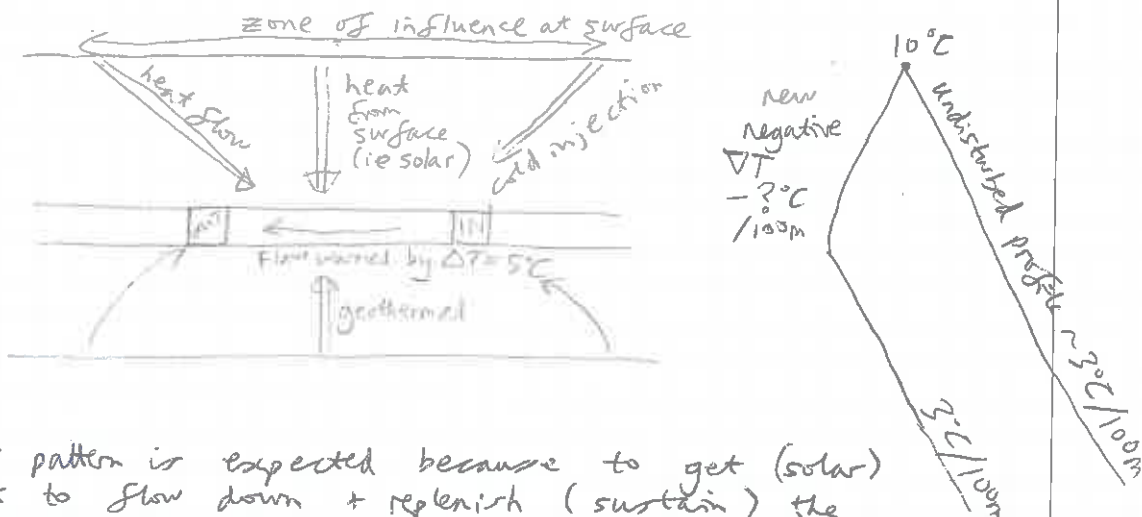 zone of influence at surface
heat flow
heat
from
surface
(ie solar)
cold injection
OUT
IN
Flow warmed by ΔT = 5°C
geothermal
10°C
new
negative
∇T
- ?°C
/100m
undisturbed profile ~3°C/100m
3°C/100m
pattern is expected because to get (solar)
to flow down + replenish (sustain) the